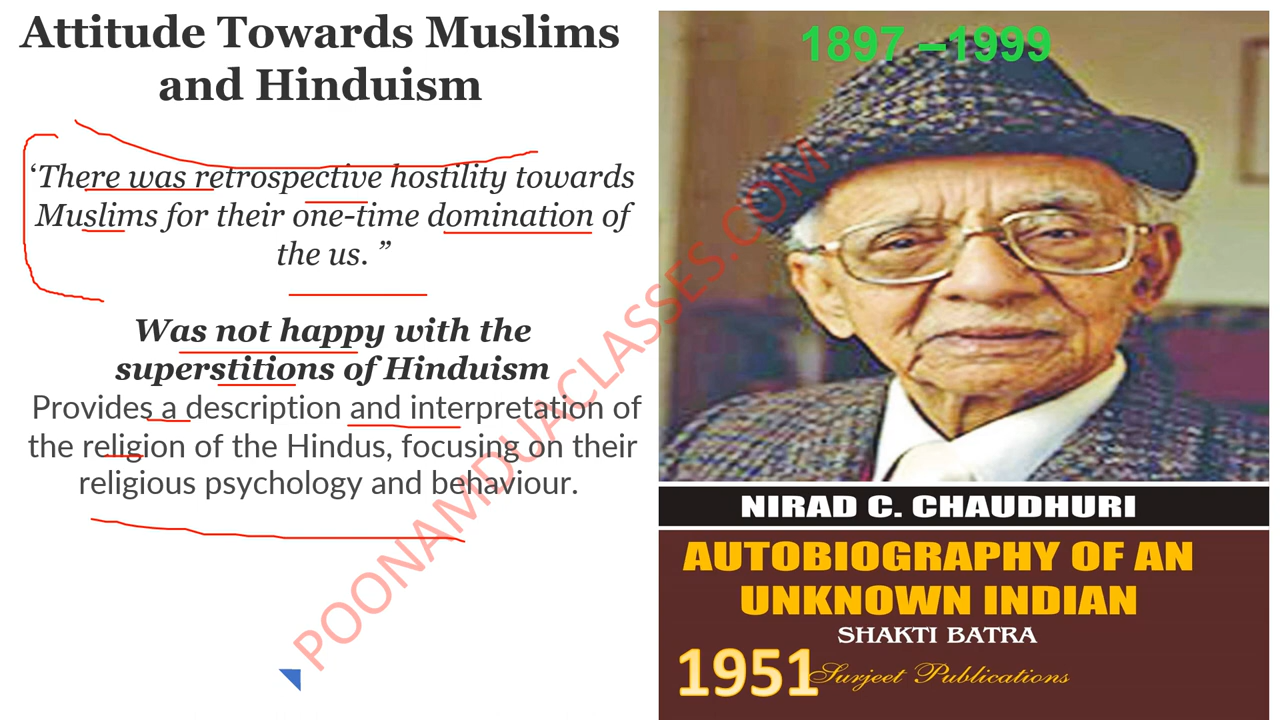 Attitude Towards Muslims
and Hinduism
‘There was retrospective hostility towards
Muslims for their one-time domination of
the us. ”
Was not happy with the
superstitions of Hinduism
Provides a description and interpretation of
the religion of the Hindus, focusing on their
religious psychology and behaviour.
POONAMDUACLASSES.COM
1897 –1999
NIRAD C. CHAUDHURI
AUTOBIOGRAPHY OF AN
UNKNOWN INDIAN
SHAKTI BATRA
1951 Surjeet Publications